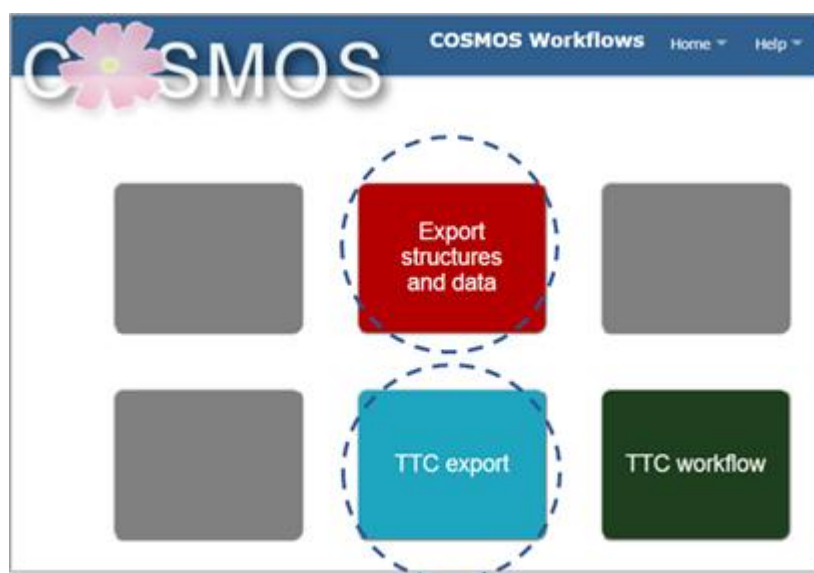 COSMOS
COSMOS Workflows Home Help
Export
structures
and data
TTC export
TTC workflow